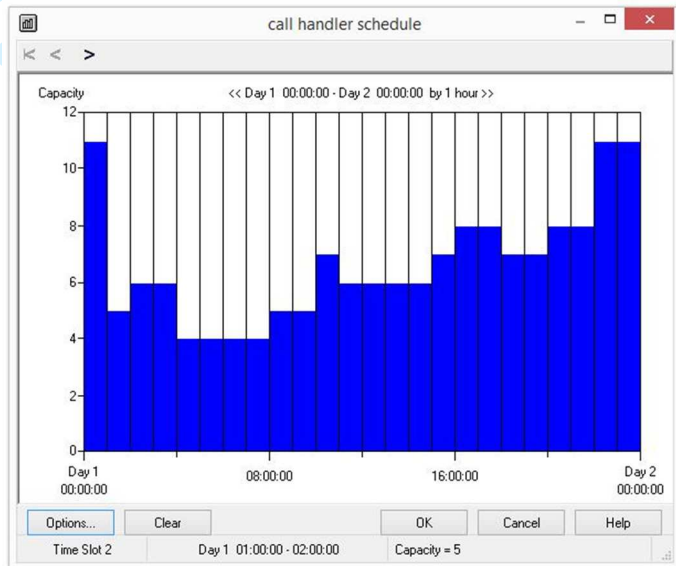 call handler schedule
Capacity
<< Day 1 00:00:00 - Day 2 00:00:00 by 1 hour >>
12
10
8
6
4
2
0
Day 1
00:00:00
08:00:00
16:00:00
Day 2
00:00:00
Options... Clear OK Cancel Help
Time Slot 2 Day 1 01:00:00 - 02:00:00 Capacity = 5